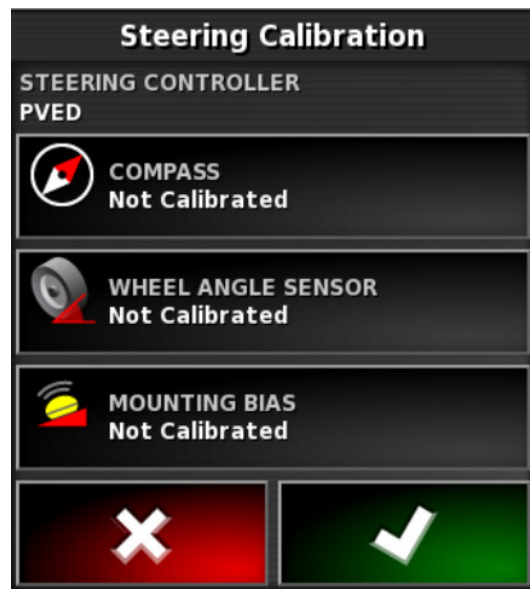 Steering Calibration
STEERING CONTROLLER
PVED
COMPASS
Not Calibrated
WHEEL ANGLE SENSOR
Not Calibrated
MOUNTING BIAS
Not Calibrated